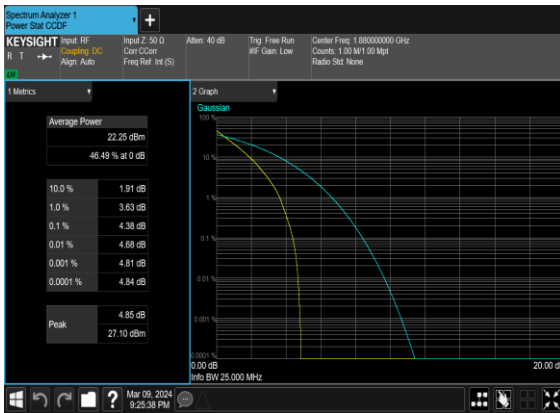 Spectrum Analyzer 1
Power Stat CCDF
KEYSIGHT
R T
Input: RF
Coupling: DC
Align: Auto
Input Z: 50 Ω
Corr CCorr
Freq Ref: Int (S)
Atten: 40 dB
Trig: Free Run
#IF Gain: Low
Center Freq: 1.880000000 GHz
Counts: 1.00 M/1.00 Mpt
Radio Std: None
1 Metrics
Average Power
22.25 dBm
46.49 % at 0 dB
10.0 % 1.91 dB
1.0 % 3.63 dB
0.1 % 4.38 dB
0.01 % 4.68 dB
0.001 % 4.81 dB
0.0001 % 4.84 dB
Peak
4.85 dB
27.10 dBm
2 Graph
Gaussian
100 %
10 %
1 %
0.1 %
0.01 %
0.001 %
0.0001 %
0.00 dB
20.00 d
Info BW 25.000 MHz
Mar 09, 2024
9:25:38 PM